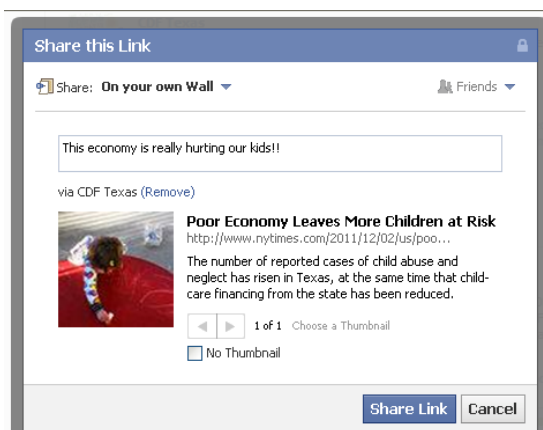 Share this Link
Share: On your own Wall
Friends
This economy is really hurting our kids!!
via CDF Texas (Remove)
Poor Economy Leaves More Children at Risk
http://www.nytimes.com/2011/12/02/us/poo...
The number of reported cases of child abuse and
neglect has risen in Texas, at the same time that child-
care financing from the state has been reduced.
1 of 1 Choose a Thumbnail
No Thumbnail
Share Link Cancel